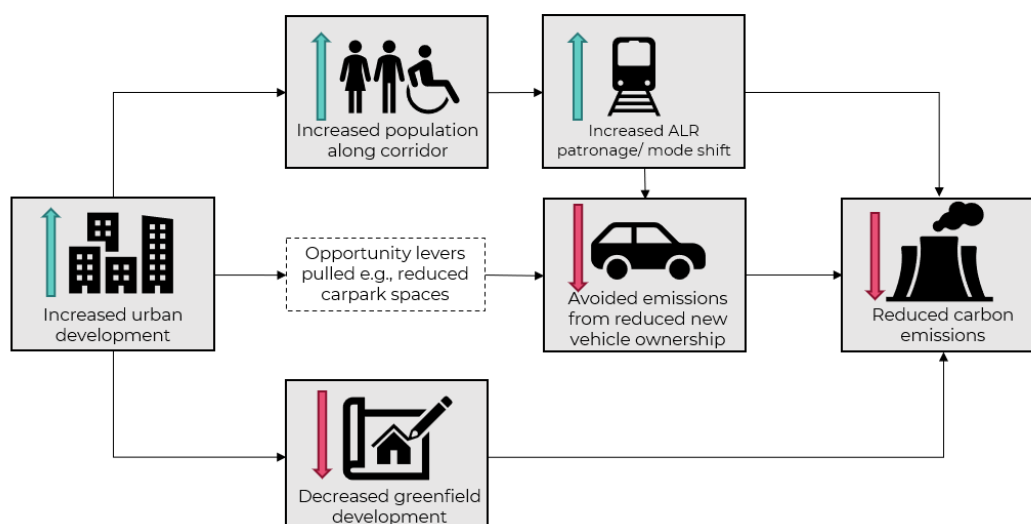 Increased population
along corridor
Increased ALR
patronage/ mode shift
Increased urban
development
Opportunity levers
pulled e.g., reduced
carpark spaces
Avoided emissions
from reduced new
vehicle ownership
Reduced carbon
emissions
Decreased greenfield
development